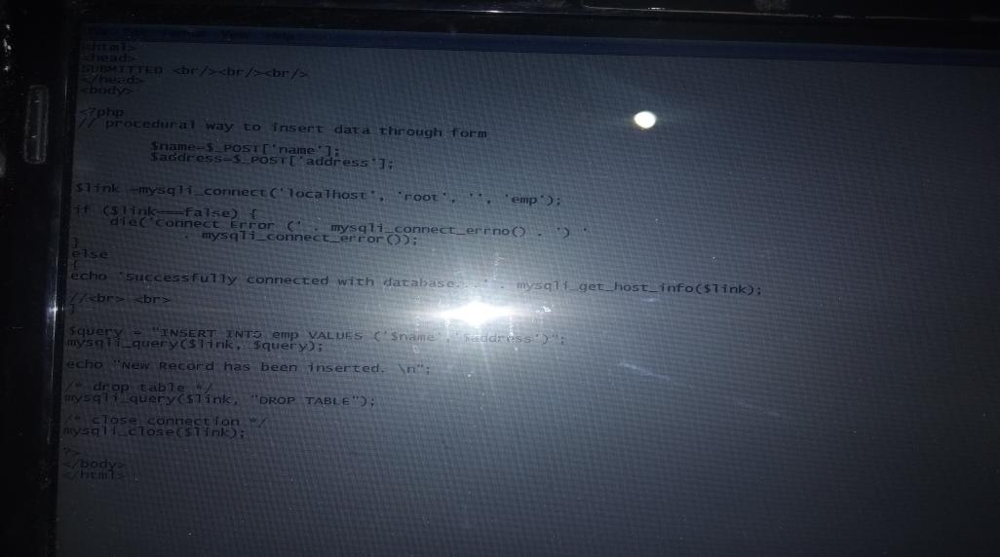 Format View Help
<html>
<head>
SUBMITTED <br/><br/><br/>
</head>
<body>
<?php
// procedural way to insert data through form
$name=$_POST['name'];
$address=$_POST['address'];
$link =mysqli_connect('localhost', 'root', '', 'emp');
if ($link===false) {
die('Connect Error (' . mysqli_connect_errno() . ') '
. mysqli_connect_error());
}
else
{
echo 'Successfully connected with database...' . mysqli_get_host_info($link);
//<br> <br>
}
$query = "INSERT INTO emp VALUES ('$name','$address')";
mysqli_query($link, $query);
echo "New Record has been inserted. \n";
/* drop table */
mysqli_query($link, "DROP TABLE");
/* close connection */
mysqli_close($link);
?>
</body>
</html>